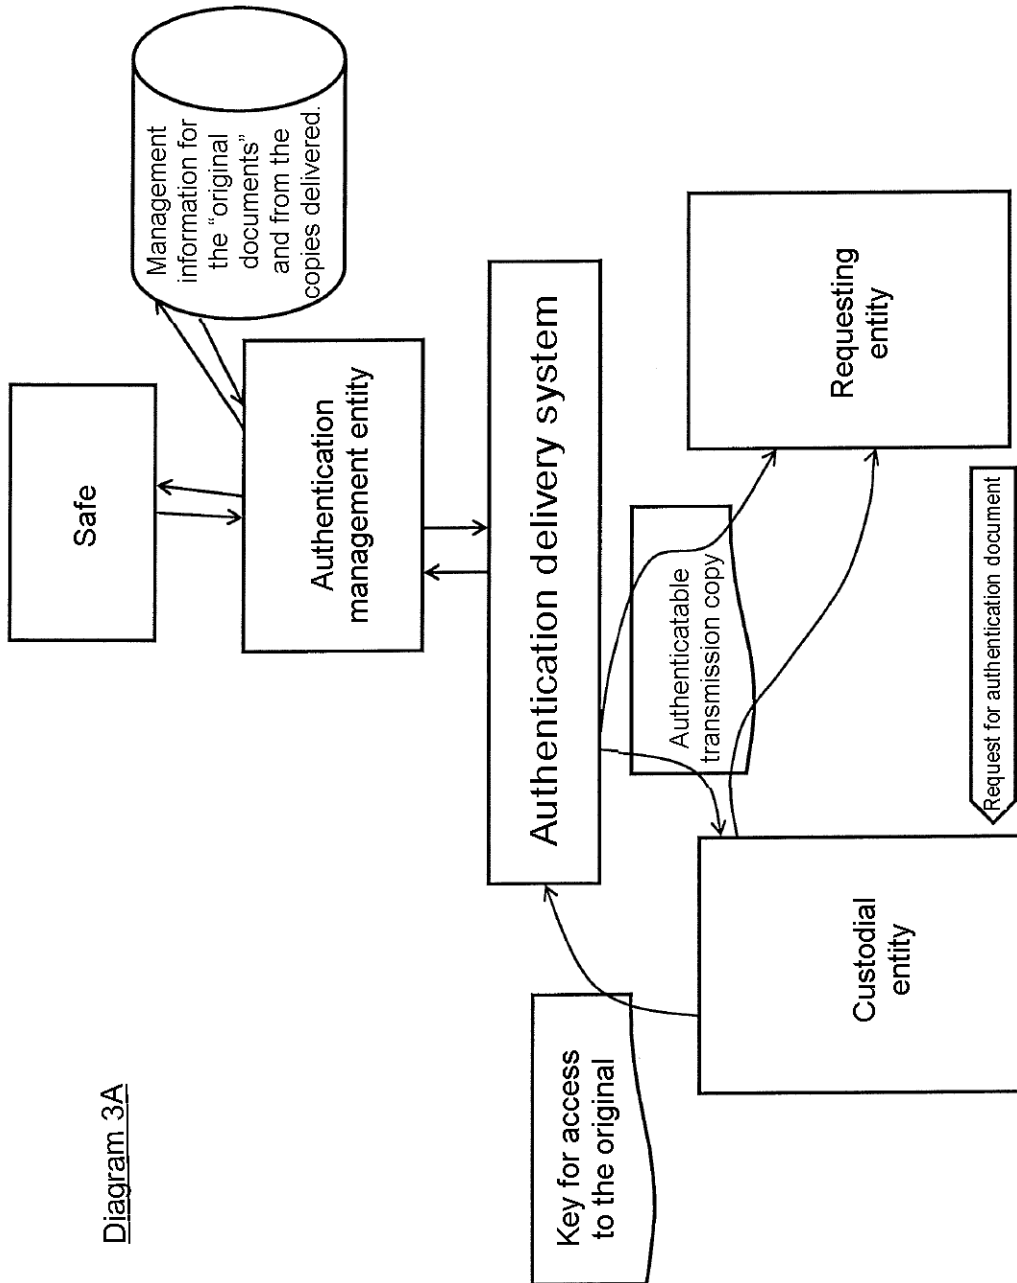 Diagram 3A
Safe
Management
information for
the “original
documents”
and from the
copies delivered.
Authentication
management entity
Authentication delivery system
Key for access
to the original
Authenticatable
transmission copy
Custodial
entity
Request for authentication document
Requesting
entity